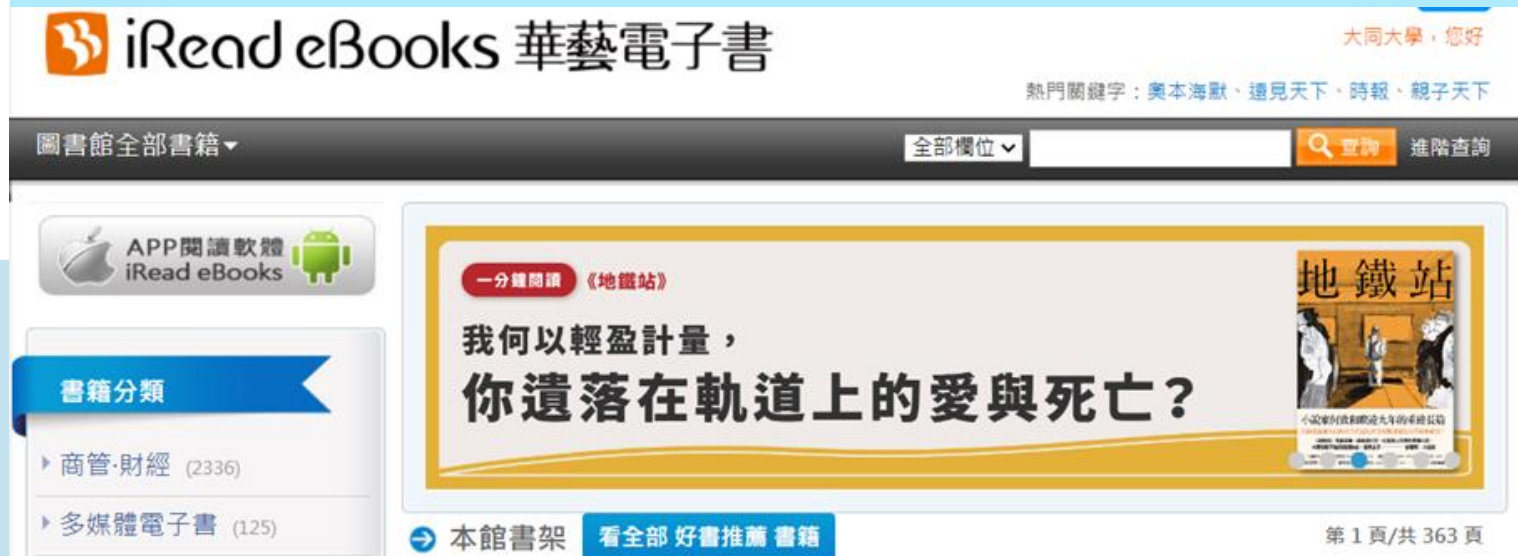 iRead eBooks 華藝電子書
大同大學，您好
熱門關鍵字：奧本海默、遠見天下、時報、親子天下
圖書館全部書籍▾
全部欄位
查詢
進階查詢
APP閱讀軟體
iRead eBooks
一分鐘閱讀 《地鐵站》
我何以輕盈計量，
你遺落在軌道上的愛與死亡？
地鐵站
書籍分類
商管·財經 (2336)
多媒體電子書 (125)
本館書架 看全部 好書推薦 書籍
第 1 頁/共 363 頁